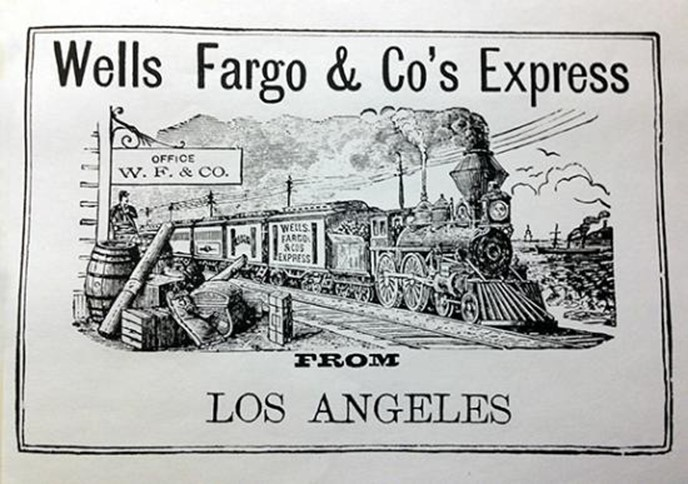 Wells Fargo & Co's Express
OFFICE
W. F. & CO.
WELLS,
FARGO
& CO'S
EXPRESS
FROM
LOS ANGELES